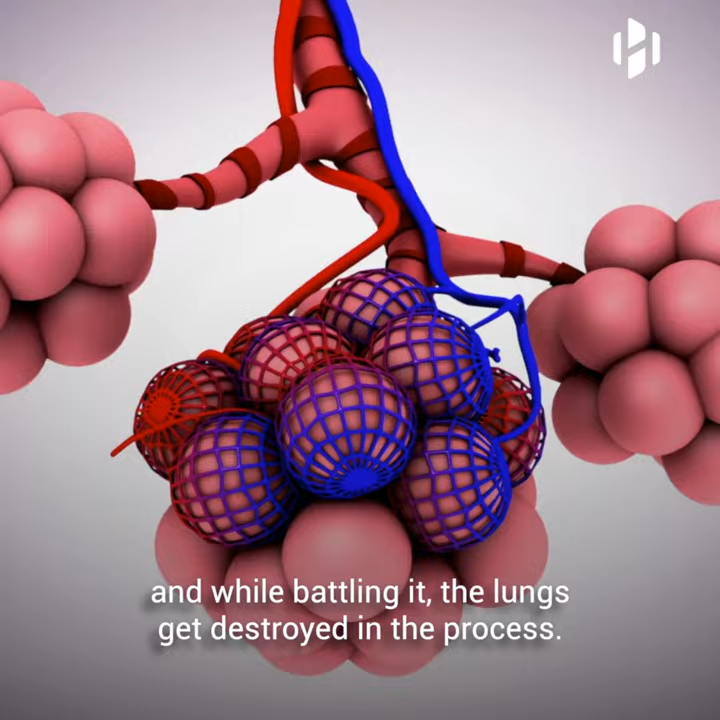 and while battling it, the lungs
get destroyed in the process.